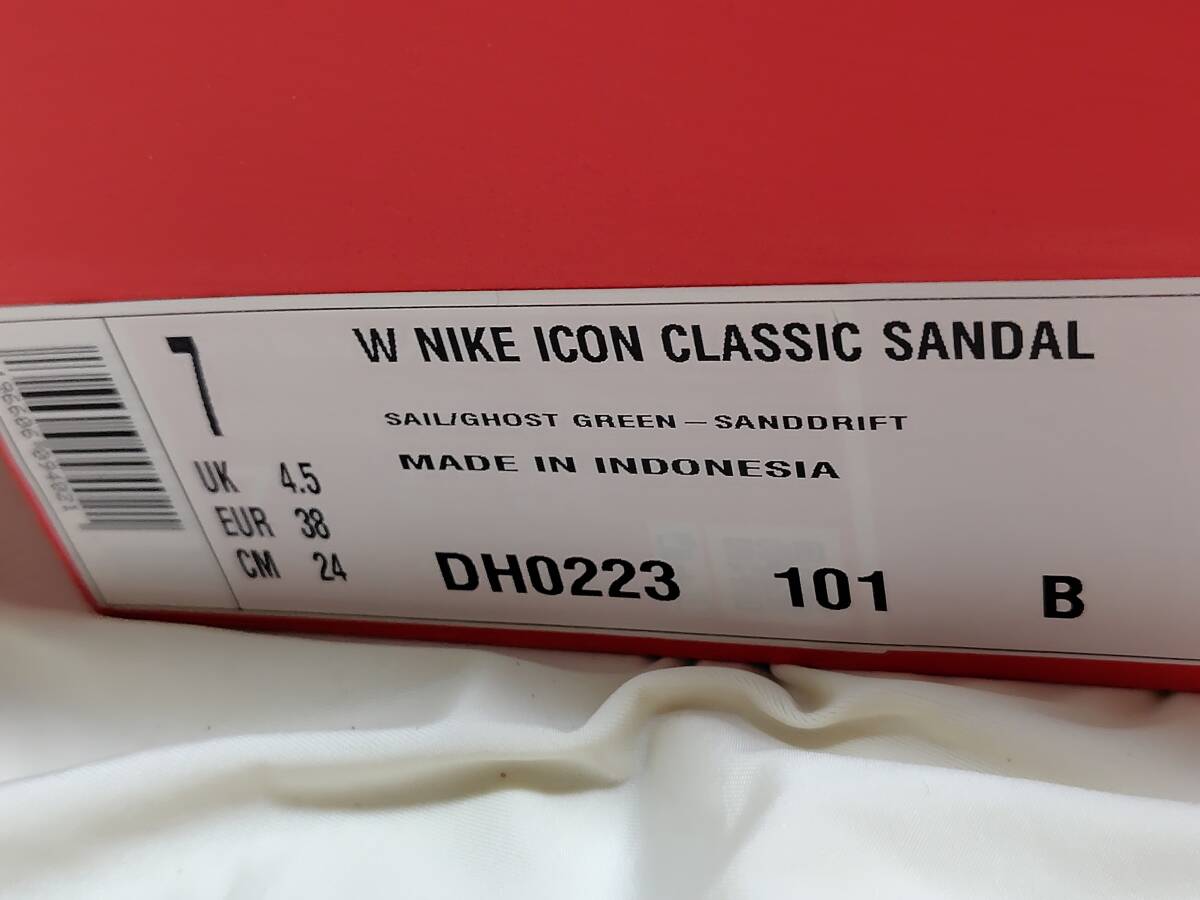 7
UK 4.5
EUR 38
CM 24
W NIKE ICON CLASSIC SANDAL
SAIL/GHOST GREEN – SANDDRIFT
MADE IN INDONESIA
DH0223 101 B